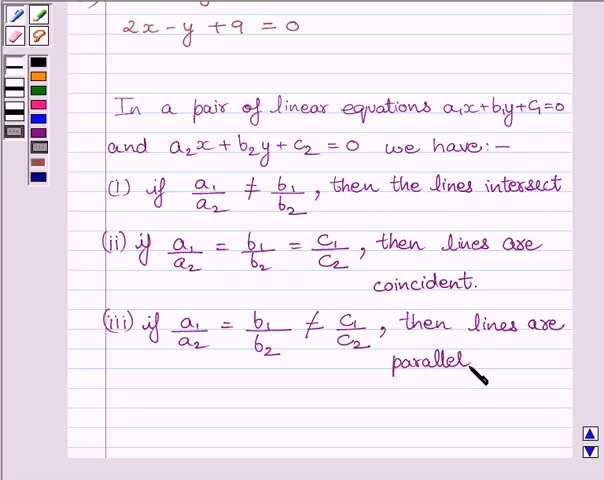 2x - y + 9 = 0
In a pair of linear equations a₁x+b₁y+c₁=0
and a₂x + b₂y + c₂ = 0 we have:-
(i) if a₁/a₂ ≠ b₁/b₂, then the lines intersect
(ii) if a₁/a₂ = b₁/b₂ = c₁/c₂, then lines are
coincident.
(iii) if a₁/a₂ = b₁/b₂ ≠ c₁/c₂, then lines are
parallel